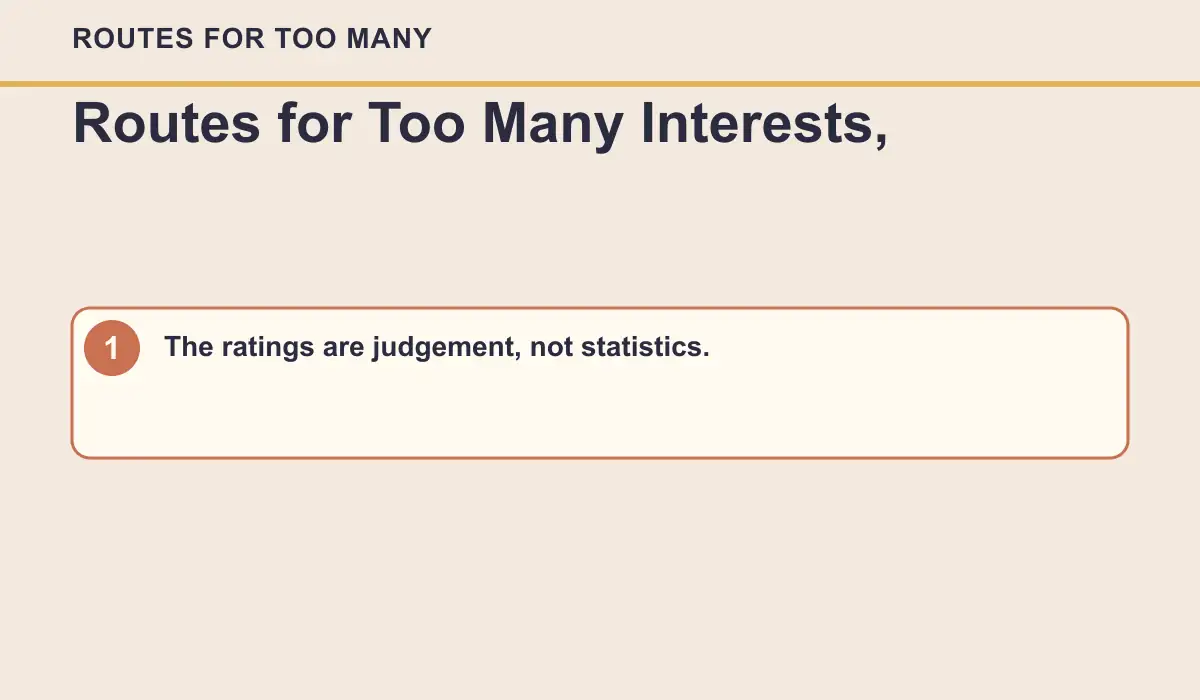 ROUTES FOR TOO MANY
Routes for Too Many Interests,
1 The ratings are judgement, not statistics.